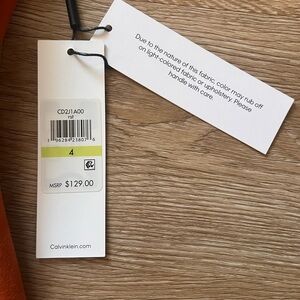 CD2J1A00
4
MSRP $129.00
Calvinklein.com
Due to the nature of this fabric, color may rub off
on light-colored fabric or upholstery. Please
handle with care.